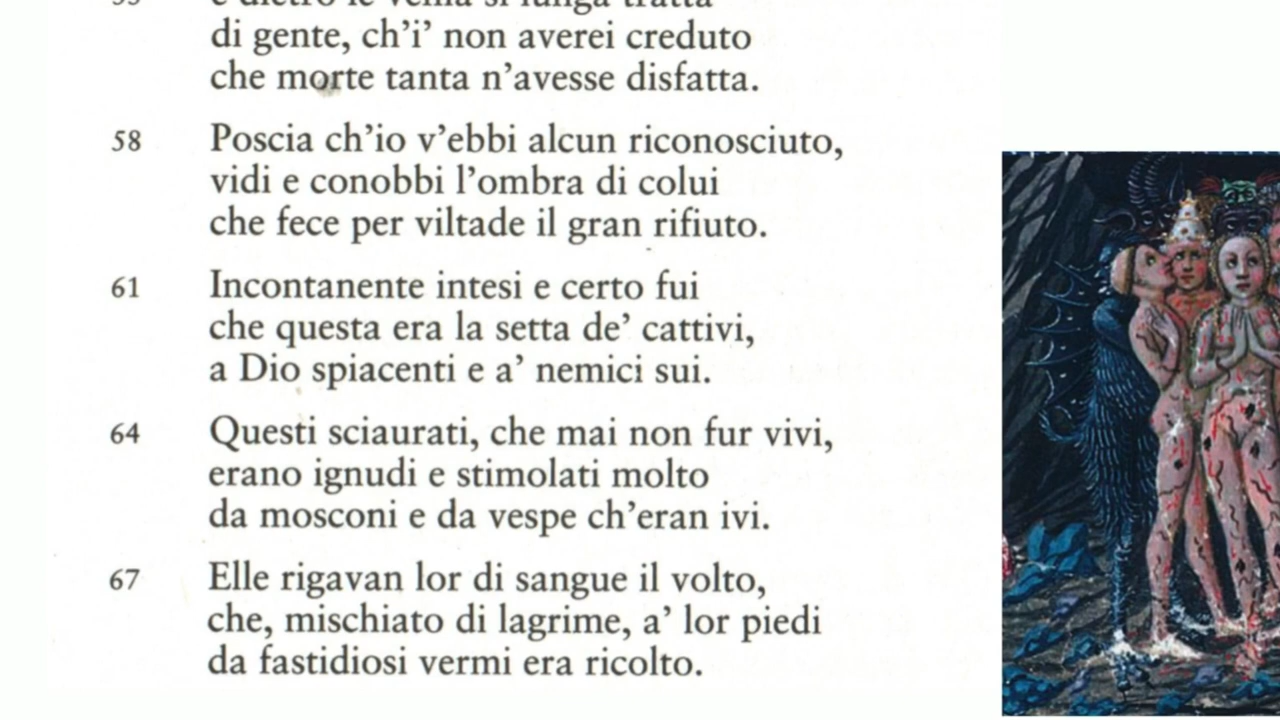 di gente, ch'i' non averei creduto
che morte tanta n'avesse disfatta.
58 Poscia ch'io v'ebbi alcun riconosciuto,
vidi e conobbi l'ombra di colui
che fece per viltade il gran rifiuto.
61 Incontanente intesi e certo fui
che questa era la setta de' cattivi,
a Dio spiacenti e a' nemici sui.
64 Questi sciaurati, che mai non fur vivi,
erano ignudi e stimolati molto
da mosconi e da vespe ch'eran ivi.
67 Elle rigavan lor di sangue il volto,
che, mischiato di lagrime, a' lor piedi
da fastidiosi vermi era ricolto.